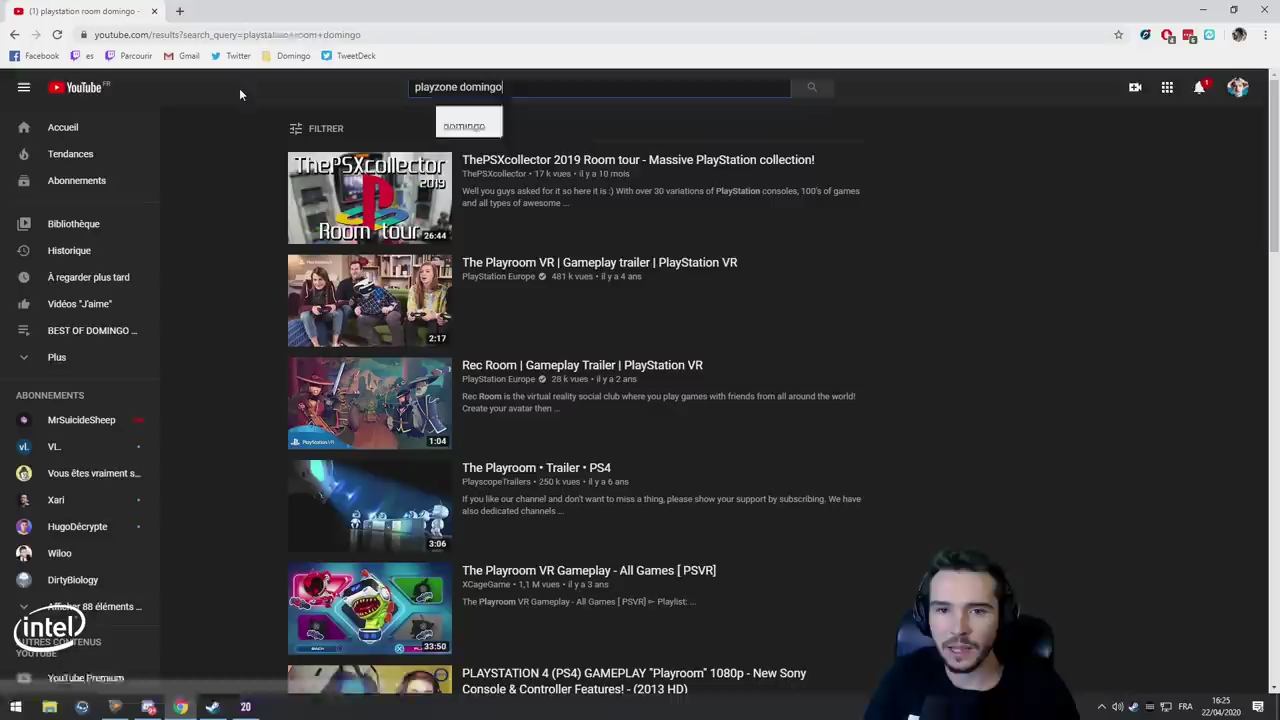 (1) playstation room domingo -
youtube.com/results?search_query=playstation+room+domingo
Facebook es Parcourir Gmail Twitter Domingo TweetDeck
YouTube FR
playzone domingo
1
domingo
FILTRER
Accueil
Tendances
Abonnements
Bibliothèque
Historique
À regarder plus tard
Vidéos "J'aime"
BEST OF DOMINGO ...
Plus
ABONNEMENTS
MrSuicideSheep
VL.
Vous êtes vraiment s...
Xari
HugoDécrypte
Wiloo
DirtyBiology
Afficher 88 éléments ...
intel
AUTRES CONTENUS
YOUTUBE
YouTube Premium
ThePSXcollector
2019
Room tour
26:44
ThePSXcollector 2019 Room tour - Massive PlayStation collection!
ThePSXcollector • 17 k vues • il y a 10 mois
Well you guys asked for it so here it is :) With over 30 variations of PlayStation consoles, 100's of games
and all types of awesome ...
2:17
The Playroom VR | Gameplay trailer | PlayStation VR
PlayStation Europe 481 k vues • il y a 4 ans
PlayStation VR
1:04
Rec Room | Gameplay Trailer | PlayStation VR
PlayStation Europe 28 k vues • il y a 2 ans
Rec Room is the virtual reality social club where you play games with friends from all around the world!
Create your avatar then ...
3:06
The Playroom • Trailer • PS4
PlayscopeTrailers • 250 k vues • il y a 6 ans
If you like our channel and don't want to miss a thing, please show your support by subscribing. We have
also dedicated channels ...
BACH
33:50
The Playroom VR Gameplay - All Games [ PSVR]
XCageGame • 1,1 M vues • il y a 3 ans
The Playroom VR Gameplay - All Games [ PSVR] ► Playlist: ...
PLAYSTATION 4 (PS4) GAMEPLAY "Playroom" 1080p - New Sony
Console & Controller Features! - (2013 HD)
20
FRA
16:25
22/04/2020